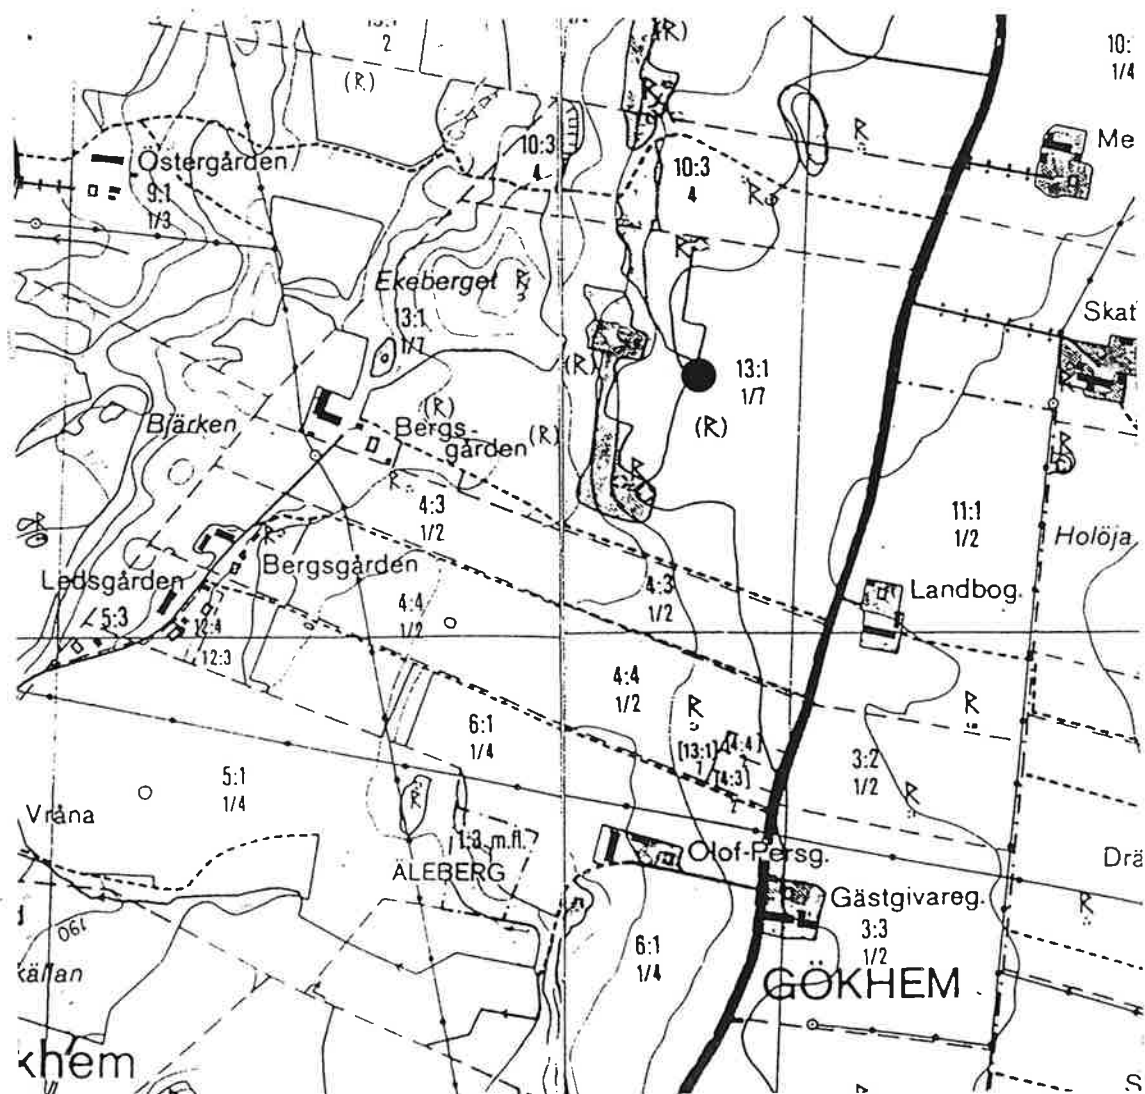 2
(R)
(R)
10:
1/4
R
Me
10:3
4
10:3
4
R
Östergården
9:1
1/3
R
Ekeberget
R
13:1
1/7
Skat
(R)
13:1
1/7
(R)
R
Bjärken
(R)
Bergs-
gården
(R)
R
R
R
4:3
1/2
11:1
1/2
Holöja
R
R
Bergsgården
Ledsgården
4:3
1/2
Landbog.
5:3
12:4
12:3
4:4
1/2
4:4
1/2
R
R
6:1
1/4
[13:1]
[4:4]
[4:3]
3:2
1/2
R
5:1
1/4
R
Vråna
1:3 m.fl.
ÅLEBERG
Olof-Persg.
Drä
Gästgivareg.
R
3:3
1/2
190
källan
6:1
1/4
GÖKHEM
khem
R
S